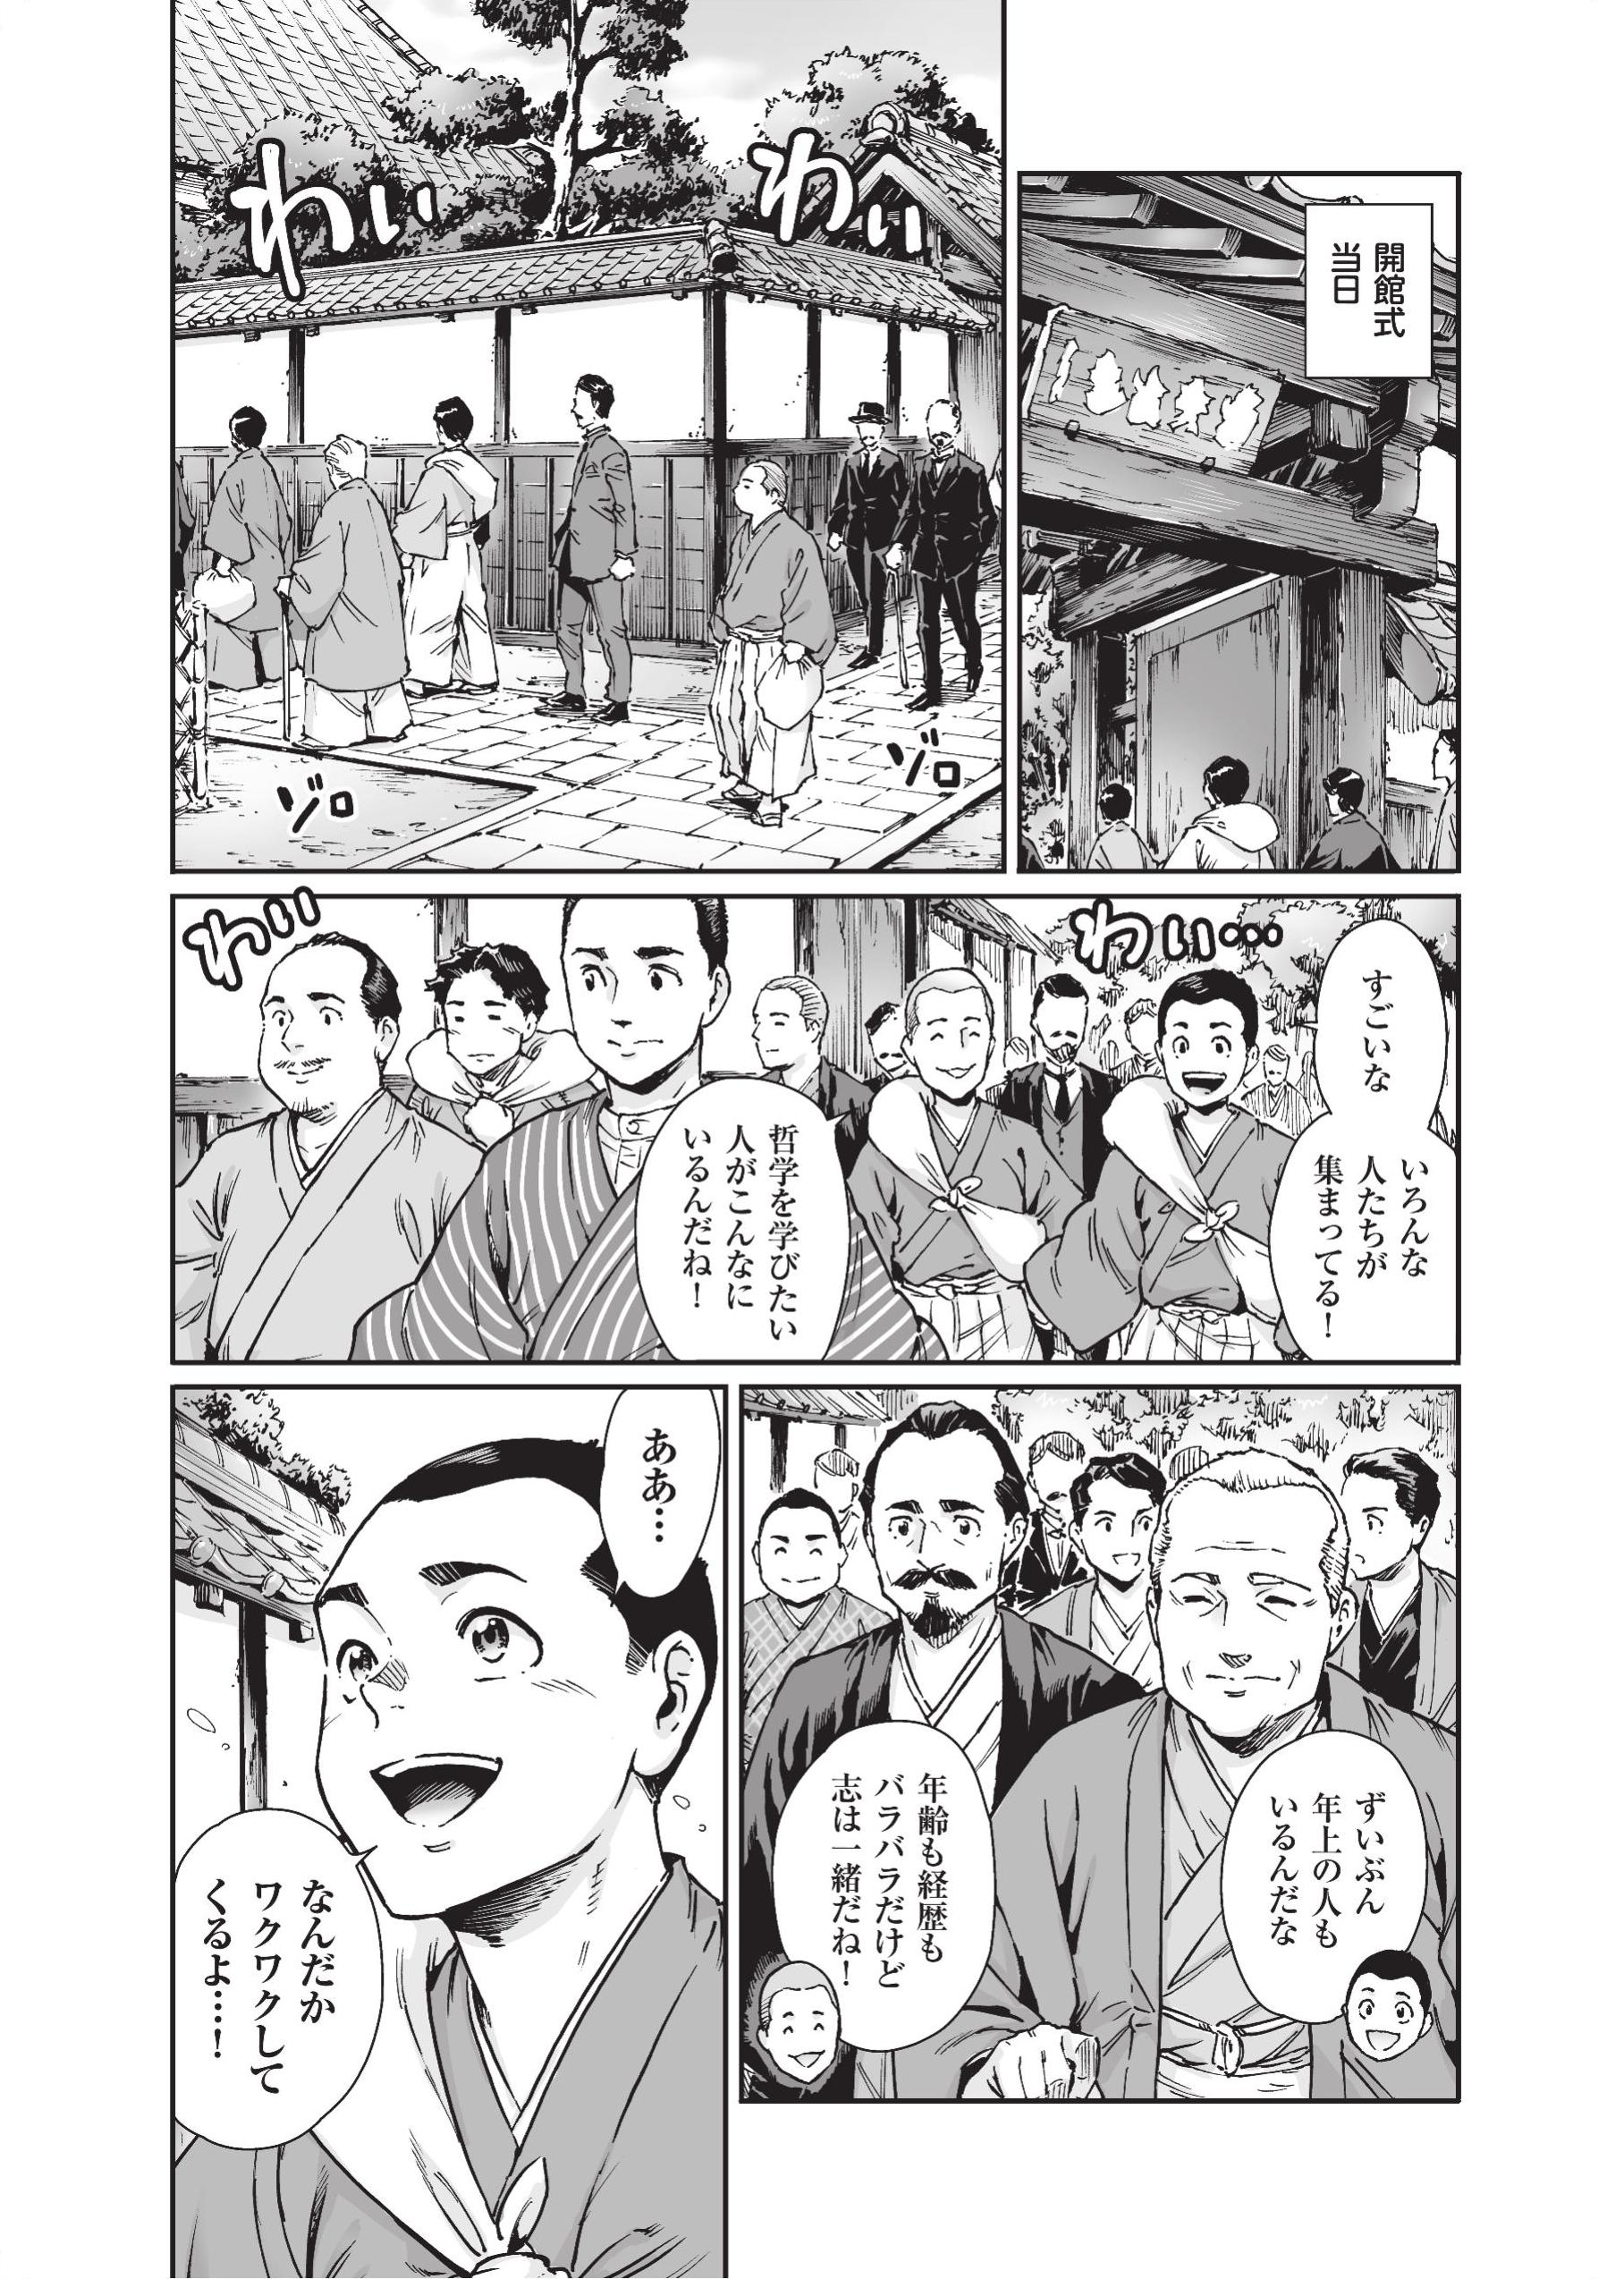 開館式
当日
わい
わい
ゾロ
ゾロ
すごいな
いろんな
人たちが
集まってる！
わい…
哲学を学びたい
人がこんなに
いるんだね！
わい
ずいぶん
年上の人も
いるんだな
年齢も経歴も
バラバラだけど
志は一緒だね！
ああ…
なんだか
ワクワクして
くるよ……！